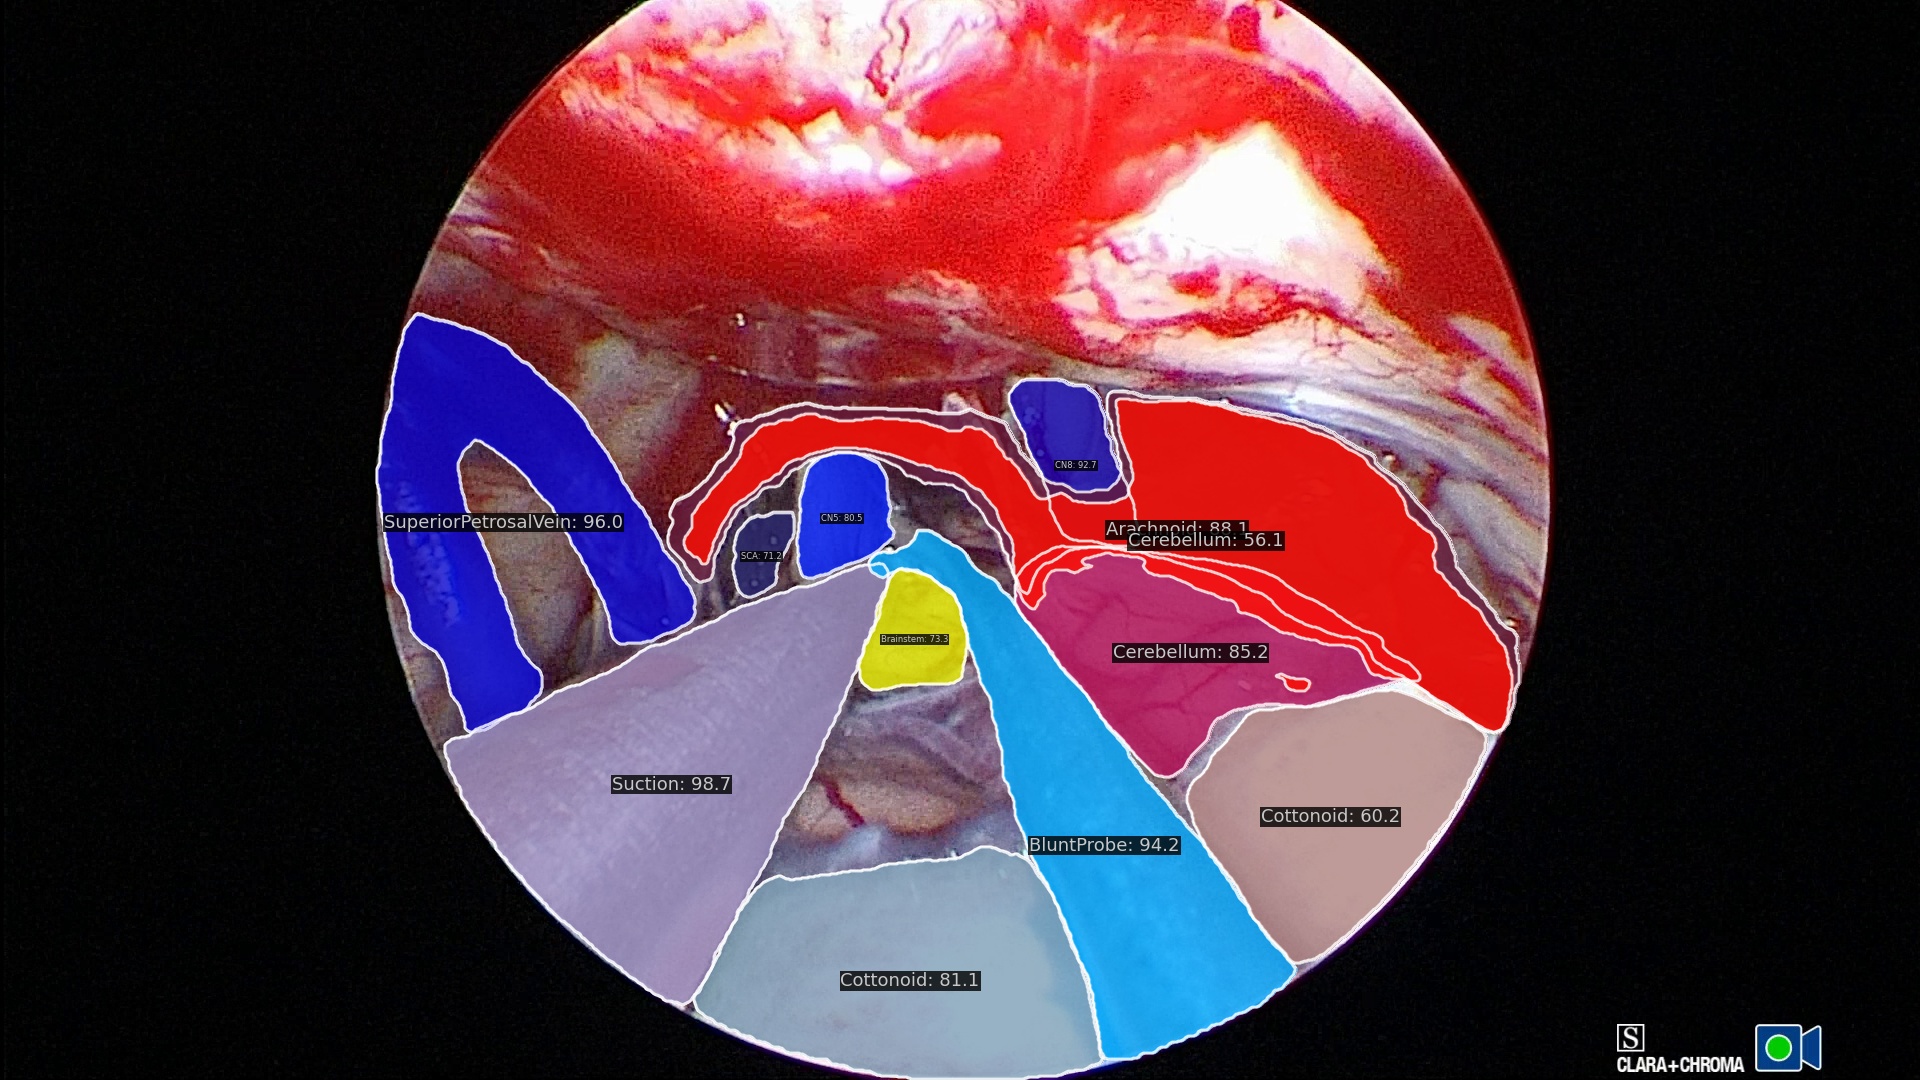 CN8: 92.7
CN5: 80.5
SuperiorPetrosalVein: 96.0
Arachnoid: 88.1
Cerebellum: 56.1
SCA: 71.2
Brainstem: 73.3
Cerebellum: 85.2
Suction: 98.7
Cottonoid: 60.2
BluntProbe: 94.2
Cottonoid: 81.1
S
CLARA+CHROMA